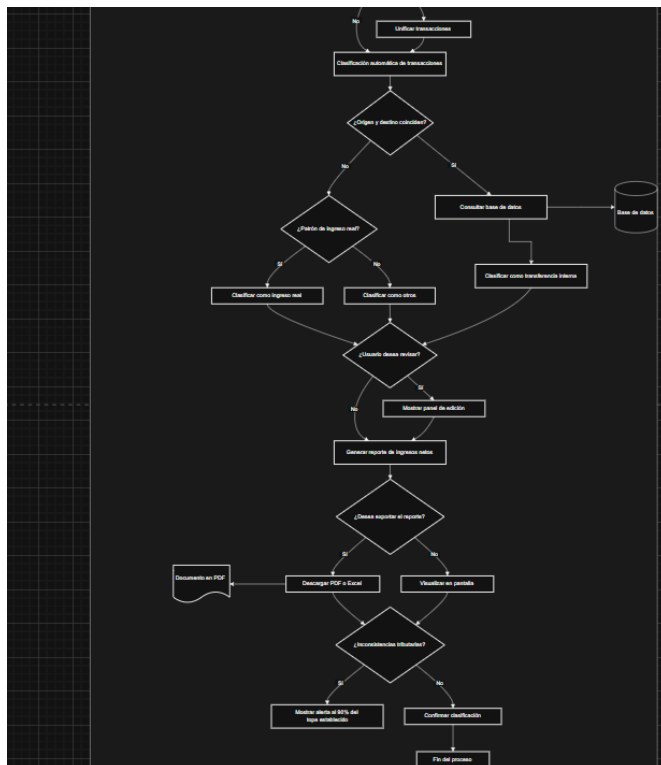 No
Unificar transacciones
Clasificación automática de transacciones
¿Origen y destino coinciden?
No
Sí
Consultar base de datos
Base de datos
¿Patrón de ingreso real?
Sí
No
Clasificar como transferencia interna
Clasificar como ingreso real
Clasificar como otros
¿Usuario desea revisar?
Sí
No
Mostrar panel de edición
Generar reporte de ingresos netos
¿Desea exportar el reporte?
Sí
No
Documento en PDF
Descargar PDF o Excel
Visualizar en pantalla
¿Inconsistencias tributarias?
Sí
No
Mostrar alerta al 90% del
tope establecido
Confirmar clasificación
Fin del proceso